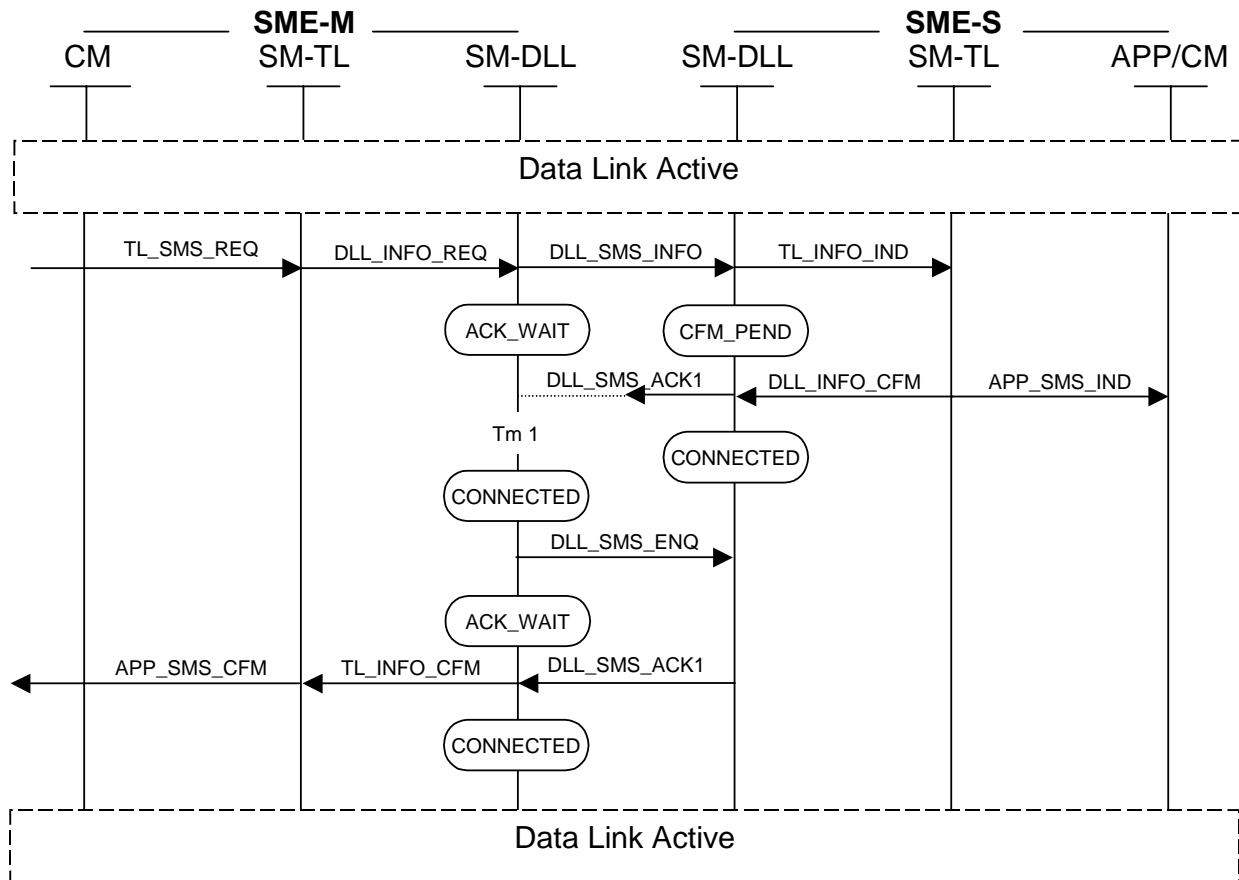 SME-M SME-S
CM SM-TL SM-DLL SM-DLL SM-TL APP/CM
Data Link Active
TL_SMS_REQ DLL_INFO_REQ DLL_SMS_INFO TL_INFO_IND
ACK_WAIT CFM_PEND
DLL_SMS_ACK1 DLL_INFO_CFM APP_SMS_IND
Tm 1
CONNECTED
CONNECTED
DLL_SMS_ENQ
ACK_WAIT
APP_SMS_CFM TL_INFO_CFM DLL_SMS_ACK1
CONNECTED
Data Link Active